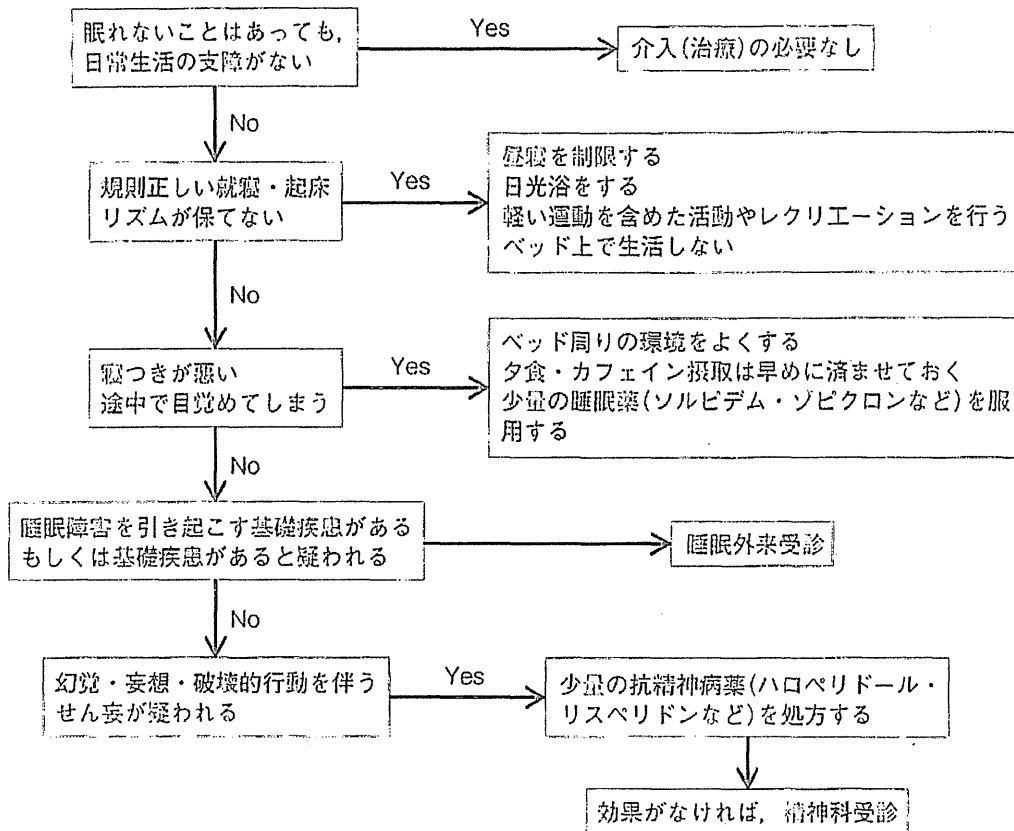 眠れないことはあっても,
日常生活の支障がない
Yes
介入(治療)の必要なし
No
規則正しい就寝・起床
リズムが保てない
Yes
昼寝を制限する
日光浴をする
軽い運動を含めた活動やレクリエーションを行う
ベッド上で生活しない
No
寝つきが悪い
途中で目覚めてしまう
Yes
ベッド周りの環境をよくする
夕食・カフェイン摂取は早めに済ませておく
少量の睡眠薬(ソルピデム・ゾピクロンなど)を服
用する
No
睡眠障害を引き起こす基礎疾患がある
もしくは基礎疾患があると疑われる
睡眠外来受診
No
幻覚・妄想・破壊的行動を伴う
せん妄が疑われる
Yes
少量の抗精神病薬(ハロペリドール・
リスペリドンなど)を処方する
効果がなければ, 精神科受診